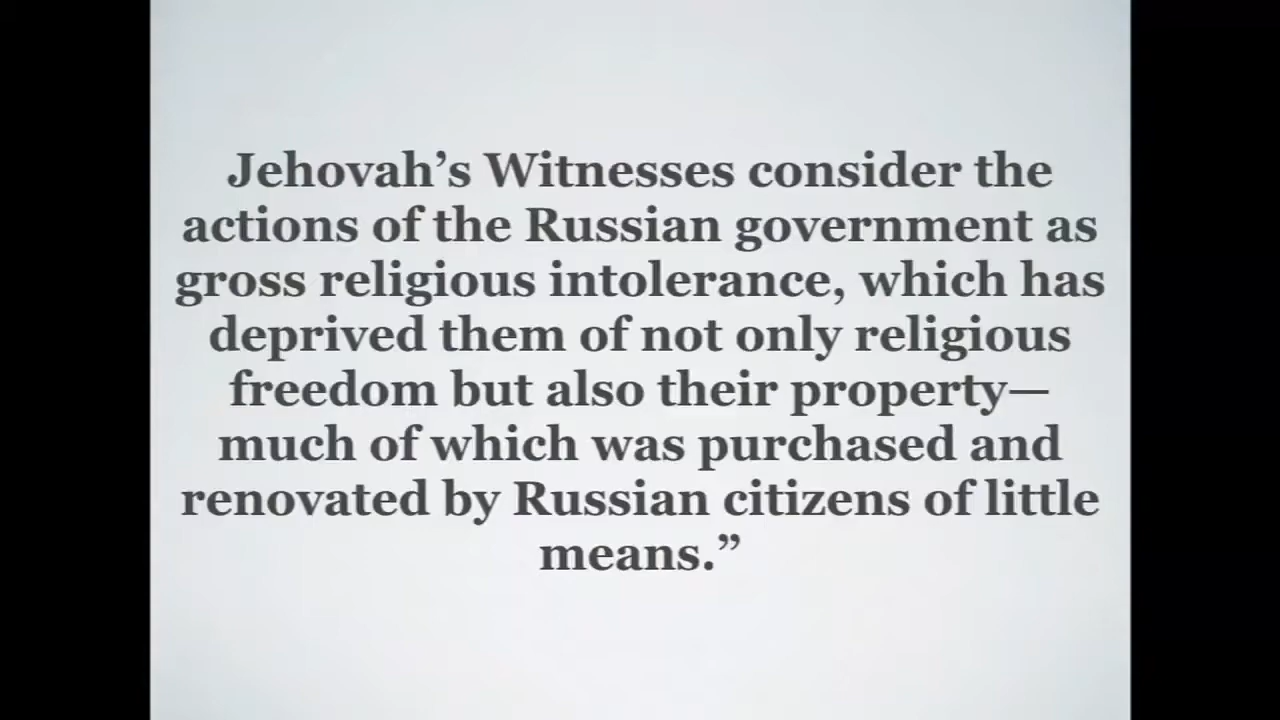 Jehovah’s Witnesses consider the
actions of the Russian government as
gross religious intolerance, which has
deprived them of not only religious
freedom but also their property—
much of which was purchased and
renovated by Russian citizens of little
means.”